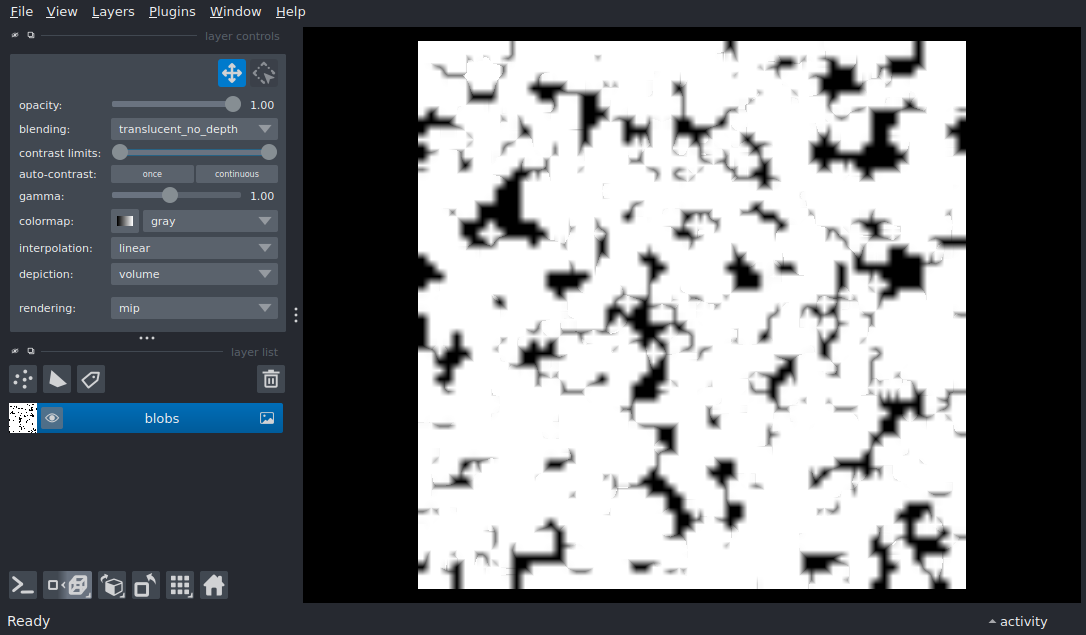 File View Layers Plugins Window Help
layer controls
opacity: 1.00
blending: translucent_no_depth
contrast limits:
auto-contrast: once continuous
gamma: 1.00
colormap: gray
interpolation: linear
depiction: volume
rendering: mip
layer list
blobs
Ready activity